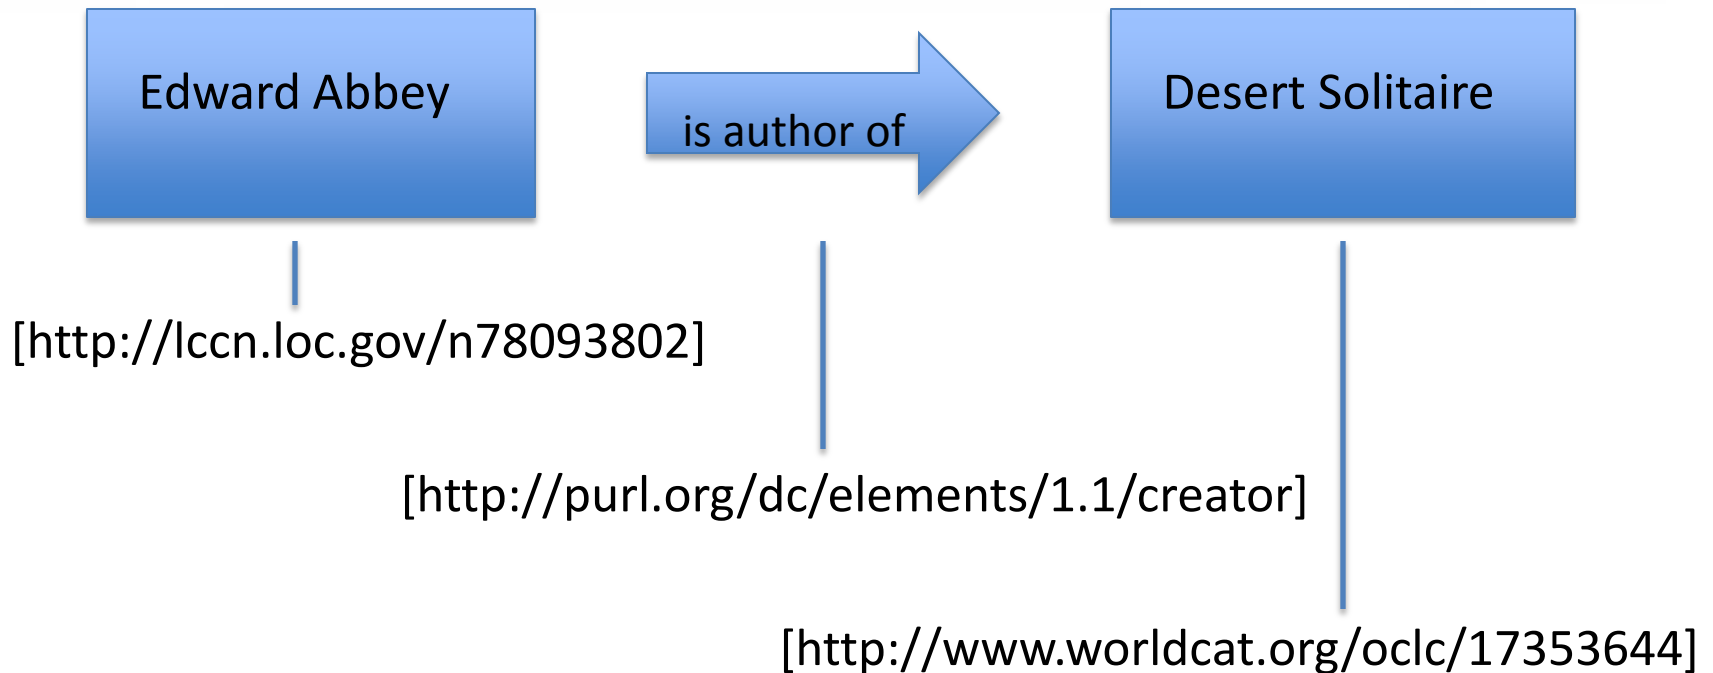 Edward Abbey
is author of
Desert Solitaire
[http://lccn.loc.gov/n78093802]
[http://purl.org/dc/elements/1.1/creator]
[http://www.worldcat.org/oclc/17353644]